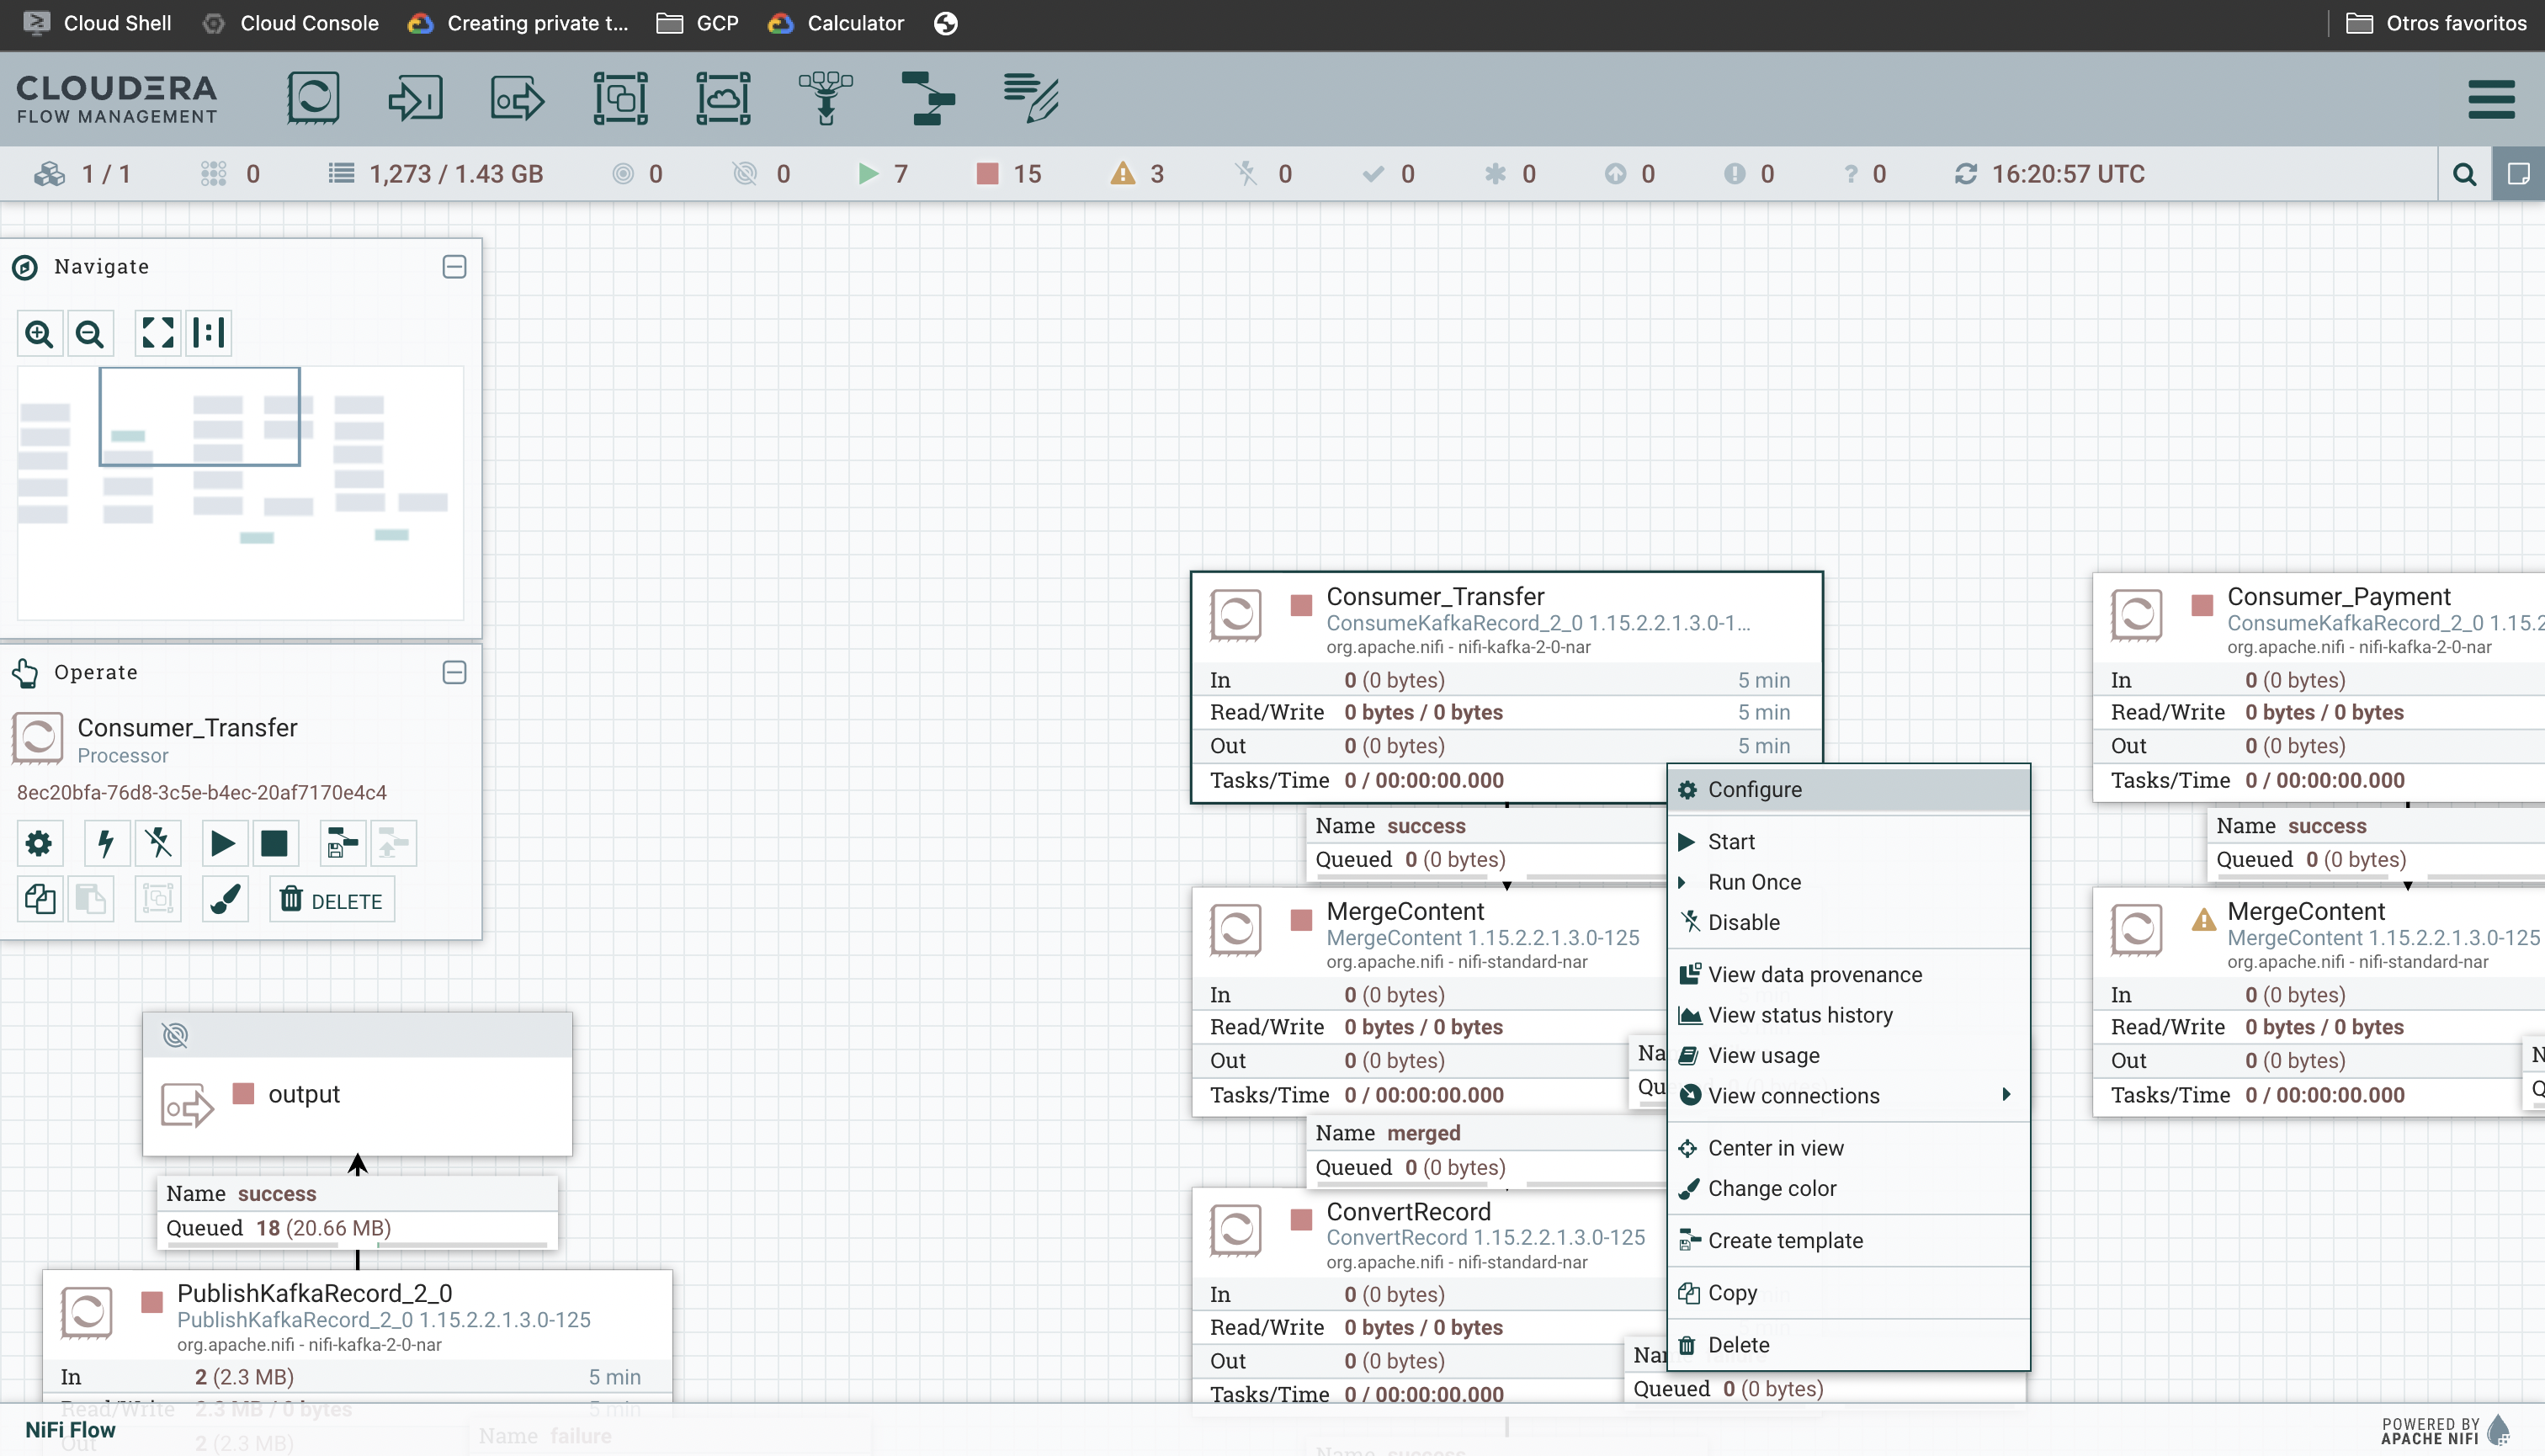 Cloud Shell
Cloud Console
Creating private t...
GCP
Calculator
Otros favoritos
CLOUDERA
FLOW MANAGEMENT
1 / 1
0
1,273 / 1.43 GB
0
0
7
15
3
0
0
0
0
0
? 0
16:20:57 UTC
Navigate
Operate
Consumer_Transfer
Processor
8ec20bfa-76d8-3c5e-b4ec-20af7170e4c4
DELETE
output
Name success
Queued 18 (20.66 MB)
PublishKafkaRecord_2_0
PublishKafkaRecord_2_0 1.15.2.2.1.3.0-125
org.apache.nifi - nifi-kafka-2-0-nar
In 2 (2.3 MB) 5 min
Read/Write 2.3 MB / 0 bytes 5 min
Out 2 (2.3 MB)
Name failure
Consumer_Transfer
ConsumeKafkaRecord_2_0 1.15.2.2.1.3.0-1...
org.apache.nifi - nifi-kafka-2-0-nar
In 0 (0 bytes) 5 min
Read/Write 0 bytes / 0 bytes 5 min
Out 0 (0 bytes) 5 min
Tasks/Time 0 / 00:00:00.000
Name success
Queued 0 (0 bytes)
MergeContent
MergeContent 1.15.2.2.1.3.0-125
org.apache.nifi - nifi-standard-nar
In 0 (0 bytes)
Read/Write 0 bytes / 0 bytes
Out 0 (0 bytes)
Tasks/Time 0 / 00:00:00.000
Na
Qu
Name merged
Queued 0 (0 bytes)
ConvertRecord
ConvertRecord 1.15.2.2.1.3.0-125
org.apache.nifi - nifi-standard-nar
In 0 (0 bytes)
Read/Write 0 bytes / 0 bytes
Out 0 (0 bytes)
Tasks/Time 0 / 00:00:00.000
Nar
Queued 0 (0 bytes)
Name success
Configure
Start
Run Once
Disable
View data provenance
View status history
View usage
View connections
Center in view
Change color
Create template
Copy
Delete
Consumer_Payment
ConsumeKafkaRecord_2_0 1.15.2
org.apache.nifi - nifi-kafka-2-0-nar
In 0 (0 bytes)
Read/Write 0 bytes / 0 bytes
Out 0 (0 bytes)
Tasks/Time 0 / 00:00:00.000
Name success
Queued 0 (0 bytes)
MergeContent
MergeContent 1.15.2.2.1.3.0-125
org.apache.nifi - nifi-standard-nar
In 0 (0 bytes)
Read/Write 0 bytes / 0 bytes
Out 0 (0 bytes)
Tasks/Time 0 / 00:00:00.000
N
Q
NiFi Flow
POWERED BY
APACHE NIFI